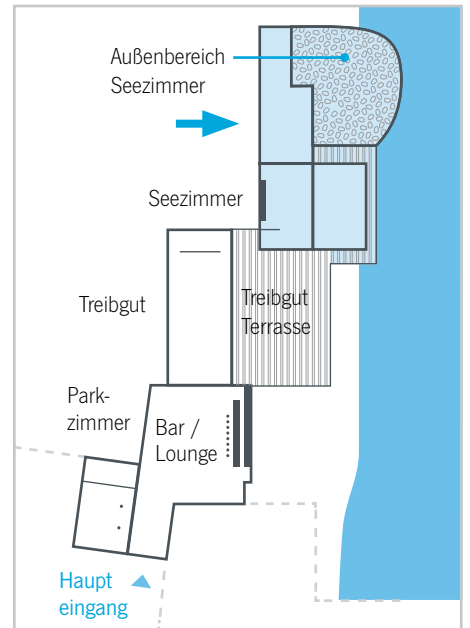 Außenbereich
Seezimmer
Seezimmer
Treibgut
Treibgut
Terrasse
Park-
zimmer
Bar /
Lounge
Haupt
eingang